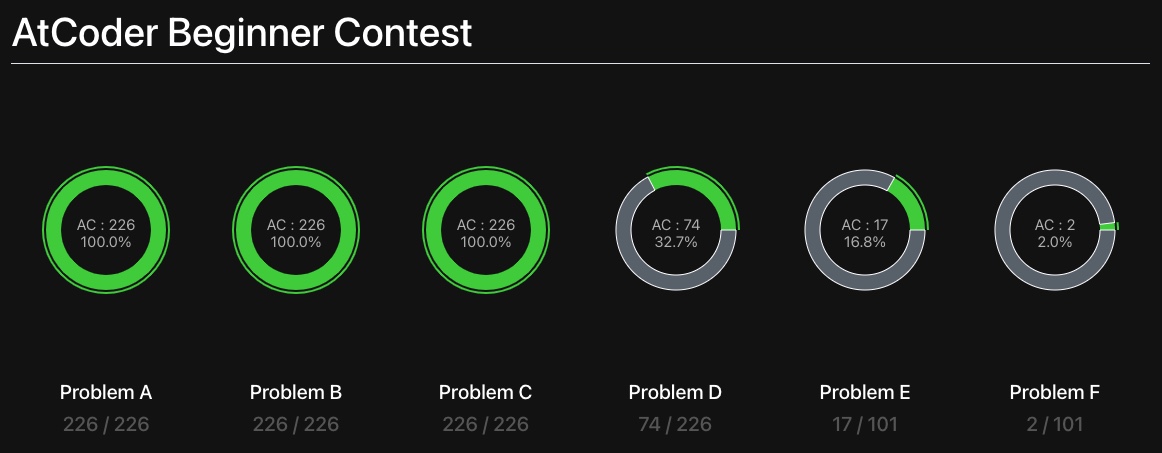 AtCoder Beginner Contest
AC : 226
100.0%
AC : 226
100.0%
AC : 226
100.0%
AC : 74
32.7%
AC : 17
16.8%
AC : 2
2.0%
Problem A
Problem B
Problem C
Problem D
Problem E
Problem F
226 / 226
226 / 226
226 / 226
74 / 226
17 / 101
2 / 101